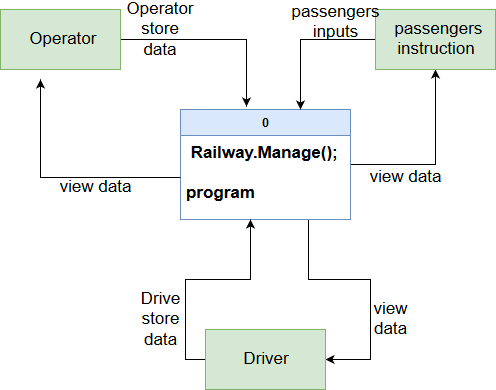 Operator
Operator
store
data
passengers
inputs
passengers
instruction
0
Railway.Manage();
program
view data
view data
Drive
store
data
view
data
Driver